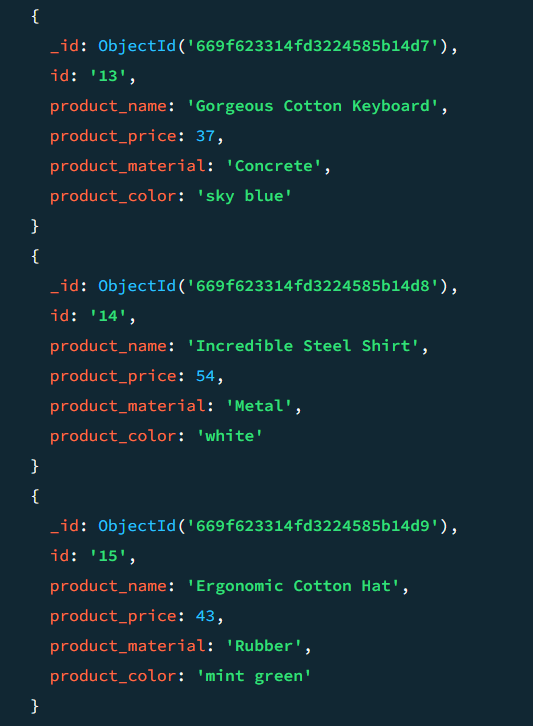 {
_id: ObjectId('669f623314fd3224585b14d7'),
id: '13',
product_name: 'Gorgeous Cotton Keyboard',
product_price: 37,
product_material: 'Concrete',
product_color: 'sky blue'
}
{
_id: ObjectId('669f623314fd3224585b14d8'),
id: '14',
product_name: 'Incredible Steel Shirt',
product_price: 54,
product_material: 'Metal',
product_color: 'white'
}
{
_id: ObjectId('669f623314fd3224585b14d9'),
id: '15',
product_name: 'Ergonomic Cotton Hat',
product_price: 43,
product_material: 'Rubber',
product_color: 'mint green'
}